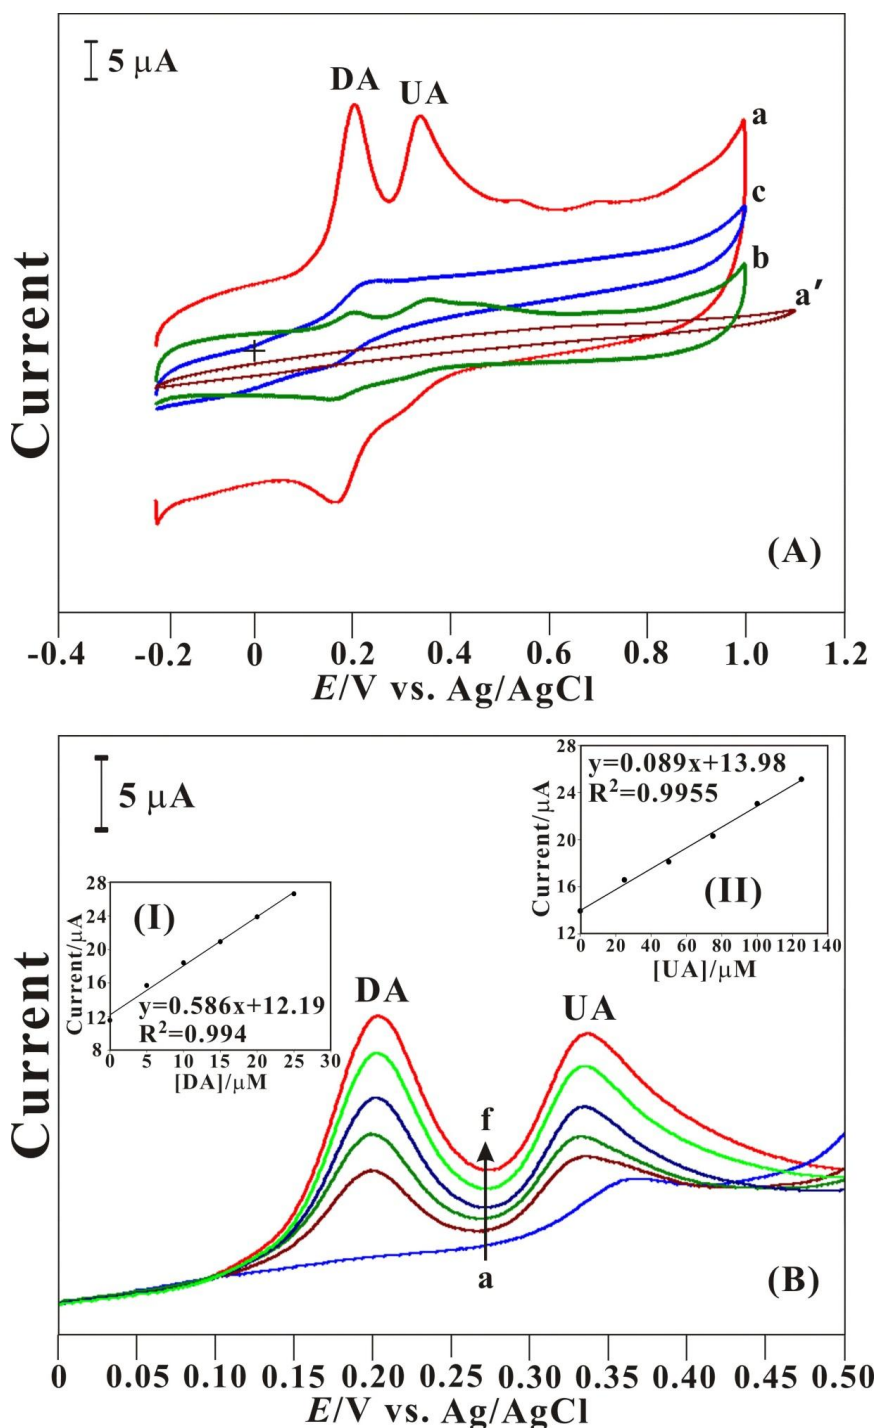 5 μA
DA
UA
a
c
b
a′
Current
(A)
-0.4 -0.2 0 0.2 0.4 0.6 0.8 1.0 1.2
E/V vs. Ag/AgCl
5 μA
28
24
20
16
12
Current/μA
y=0.089x+13.98
R²=0.9955
(II)
0 20 40 60 80 100 120 140
[UA]/μM
28
24
20
16
12
8
Current/μA
(I)
y=0.586x+12.19
R²=0.994
0 5 10 15 20 25 30
[DA]/μM
DA
UA
Current
f
a
(B)
0 0.05 0.10 0.15 0.20 0.25 0.30 0.35 0.40 0.45 0.50
E/V vs. Ag/AgCl